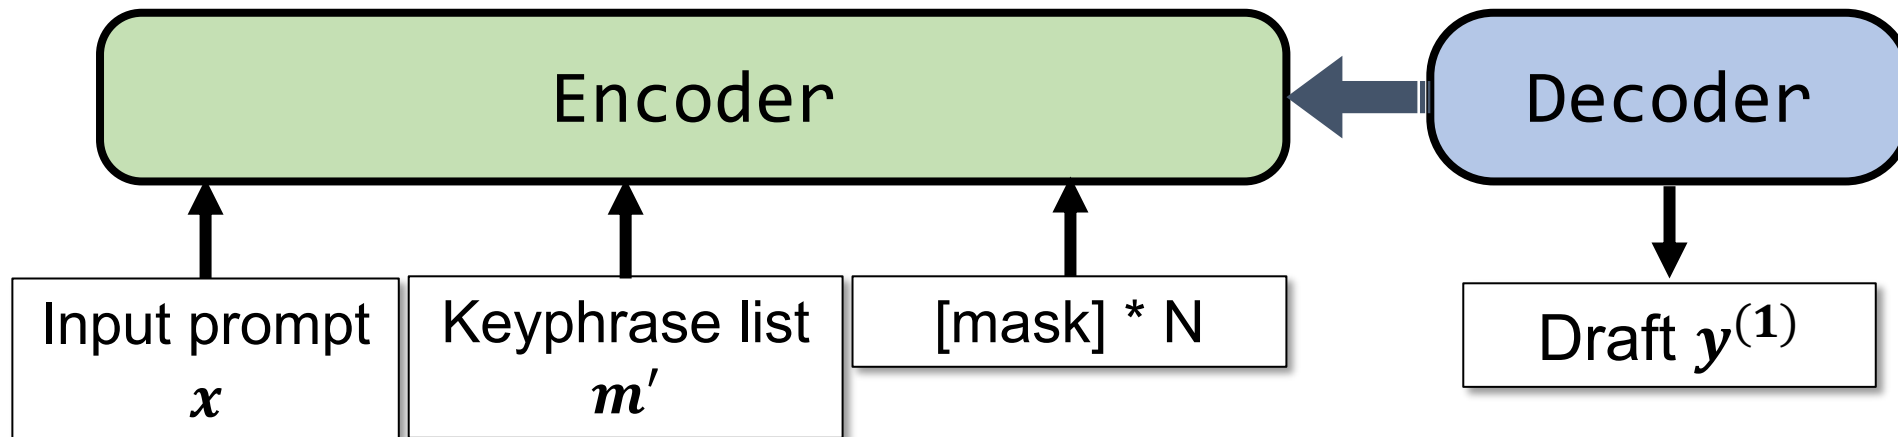 Encoder
Decoder
Input prompt
x
Keyphrase list
m′
[mask] * N
Draft y⁽¹⁾